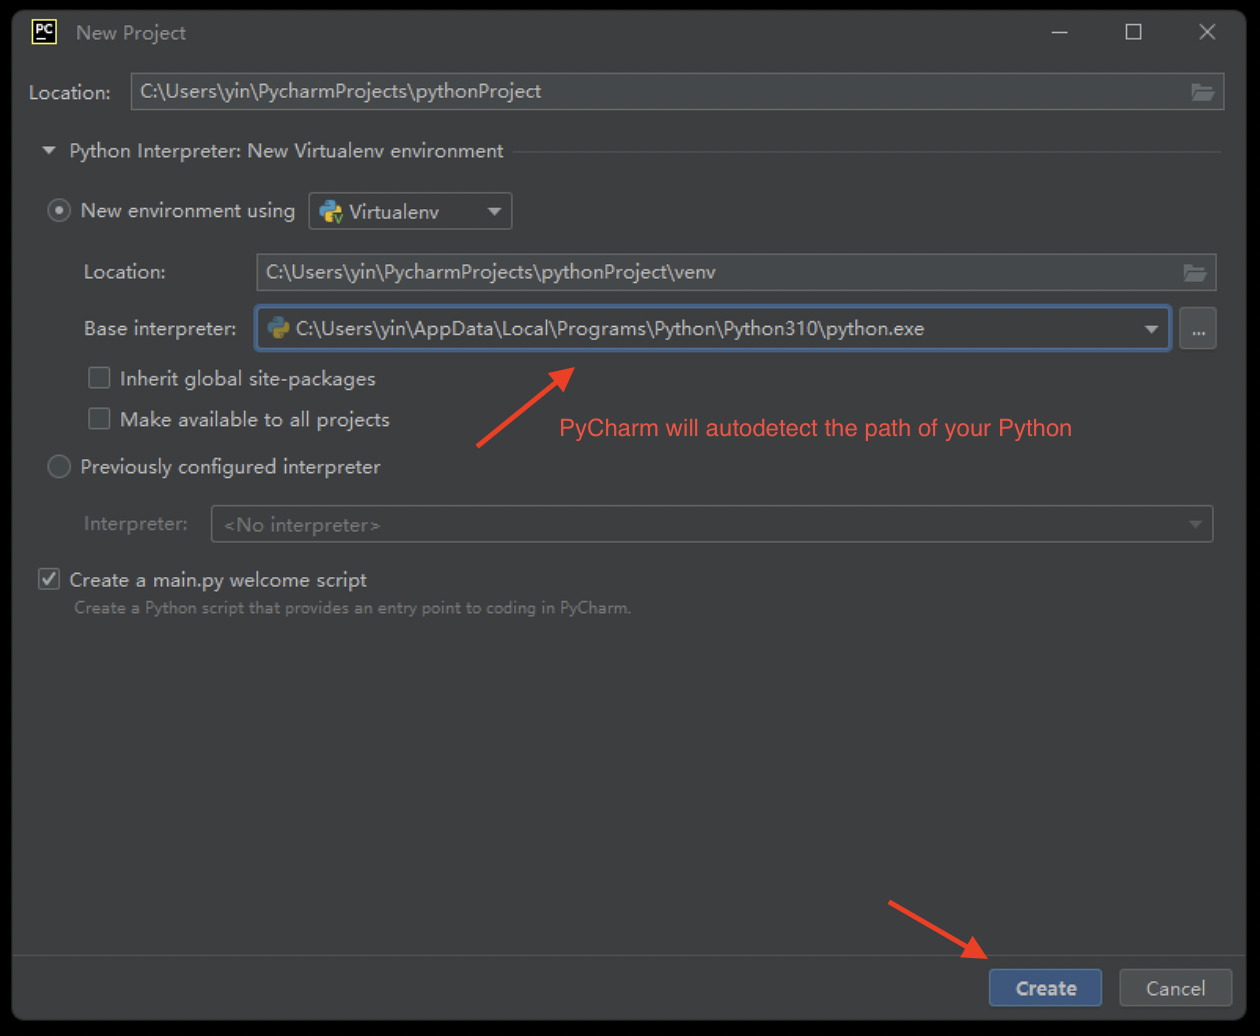 PC New Project
Location: C:\Users\yin\PycharmProjects\pythonProject
Python Interpreter: New Virtualenv environment
New environment using Virtualenv
Location: C:\Users\yin\PycharmProjects\pythonProject\venv
Base interpreter: C:\Users\yin\AppData\Local\Programs\Python\Python310\python.exe ...
Inherit global site-packages
Make available to all projects
PyCharm will autodetect the path of your Python
Previously configured interpreter
Interpreter: <No interpreter>
Create a main.py welcome script
Create a Python script that provides an entry point to coding in PyCharm.
Create Cancel